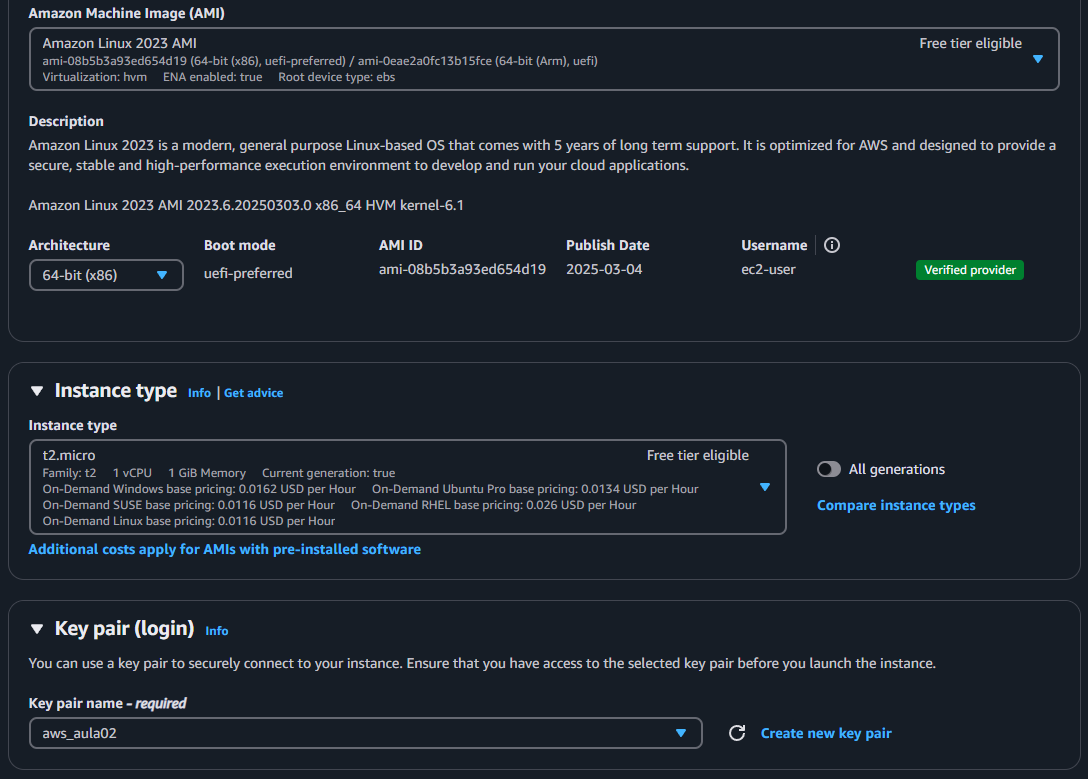 Amazon Machine Image (AMI)
Amazon Linux 2023 AMI
Free tier eligible
ami-08b5b3a93ed654d19 (64-bit (x86), uefi-preferred) / ami-0eae2a0fc13b15fce (64-bit (Arm), uefi)
Virtualization: hvm ENA enabled: true Root device type: ebs
Description
Amazon Linux 2023 is a modern, general purpose Linux-based OS that comes with 5 years of long term support. It is optimized for AWS and designed to provide a
secure, stable and high-performance execution environment to develop and run your cloud applications.
Amazon Linux 2023 AMI 2023.6.20250303.0 x86_64 HVM kernel-6.1
Architecture Boot mode AMI ID Publish Date Username
64-bit (x86) uefi-preferred ami-08b5b3a93ed654d19 2025-03-04 ec2-user Verified provider
Instance type Info | Get advice
Instance type
t2.micro Free tier eligible
Family: t2 1 vCPU 1 GiB Memory Current generation: true
On-Demand Windows base pricing: 0.0162 USD per Hour On-Demand Ubuntu Pro base pricing: 0.0134 USD per Hour
On-Demand SUSE base pricing: 0.0116 USD per Hour On-Demand RHEL base pricing: 0.026 USD per Hour
On-Demand Linux base pricing: 0.0116 USD per Hour
All generations
Compare instance types
Additional costs apply for AMIs with pre-installed software
Key pair (login) Info
You can use a key pair to securely connect to your instance. Ensure that you have access to the selected key pair before you launch the instance.
Key pair name - required
aws_aula02 Create new key pair